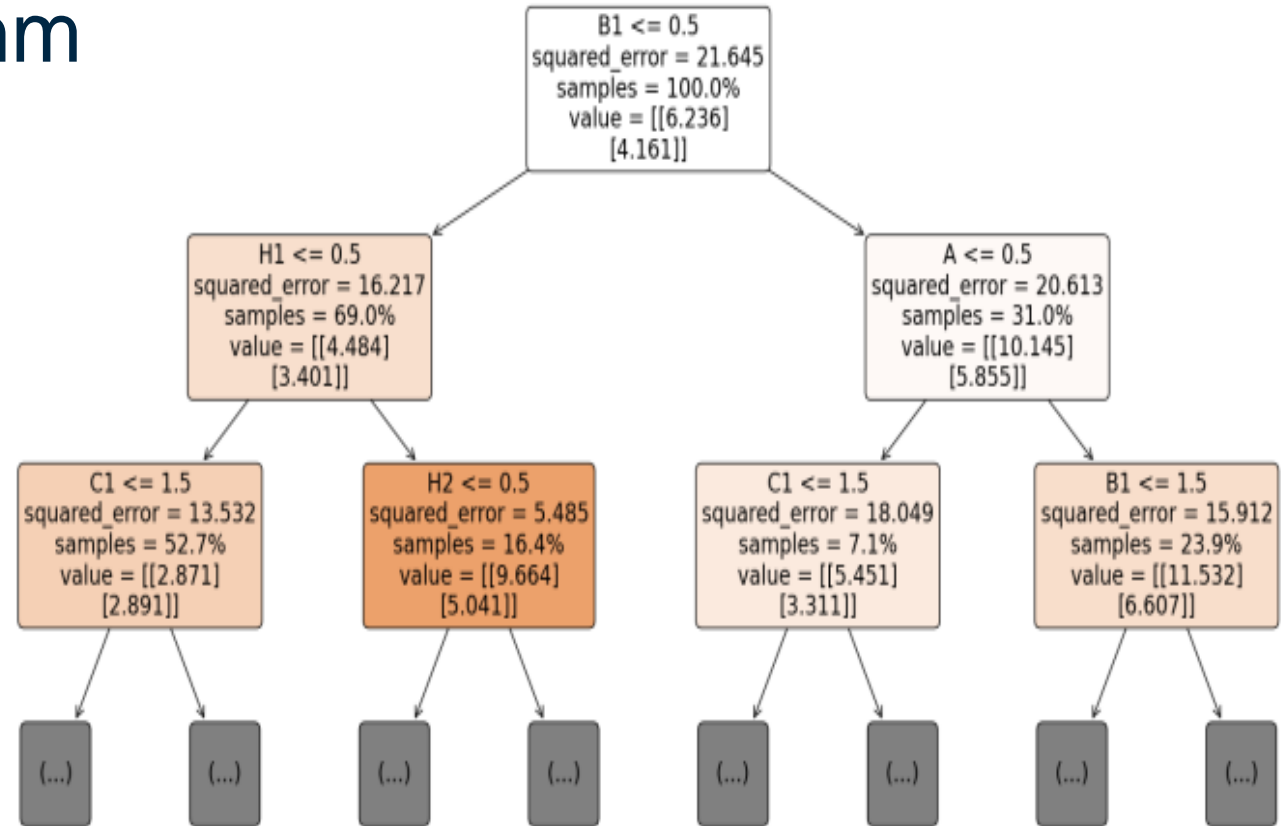 B1 <= 0.5
squared_error = 21.645
samples = 100.0%
value = [[6.236]
[4.161]]
H1 <= 0.5
squared_error = 16.217
samples = 69.0%
value = [[4.484]
[3.401]]
A <= 0.5
squared_error = 20.613
samples = 31.0%
value = [[10.145]
[5.855]]
C1 <= 1.5
squared_error = 13.532
samples = 52.7%
value = [[2.871]
[2.891]]
H2 <= 0.5
squared_error = 5.485
samples = 16.4%
value = [[9.664]
[5.041]]
C1 <= 1.5
squared_error = 18.049
samples = 7.1%
value = [[5.451]
[3.311]]
B1 <= 1.5
squared_error = 15.912
samples = 23.9%
value = [[11.532]
[6.607]]
(...)
(...)
(...)
(...)
(...)
(...)
(...)
(...)